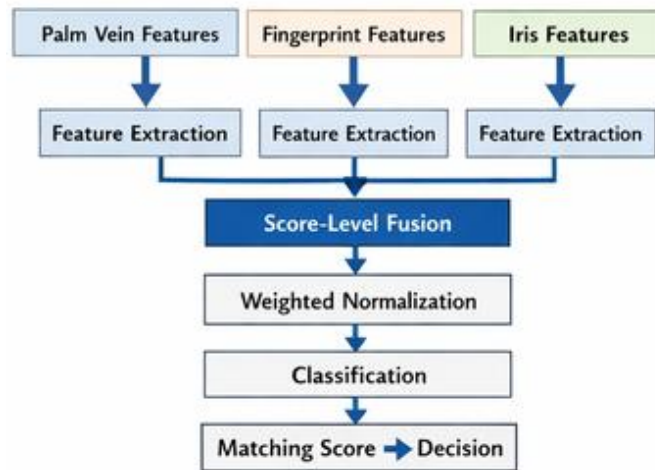 Palm Vein Features
Fingerprint Features
Iris Features
Feature Extraction
Feature Extraction
Feature Extraction
Score-Level Fusion
Weighted Normalization
Classification
Matching Score Decision